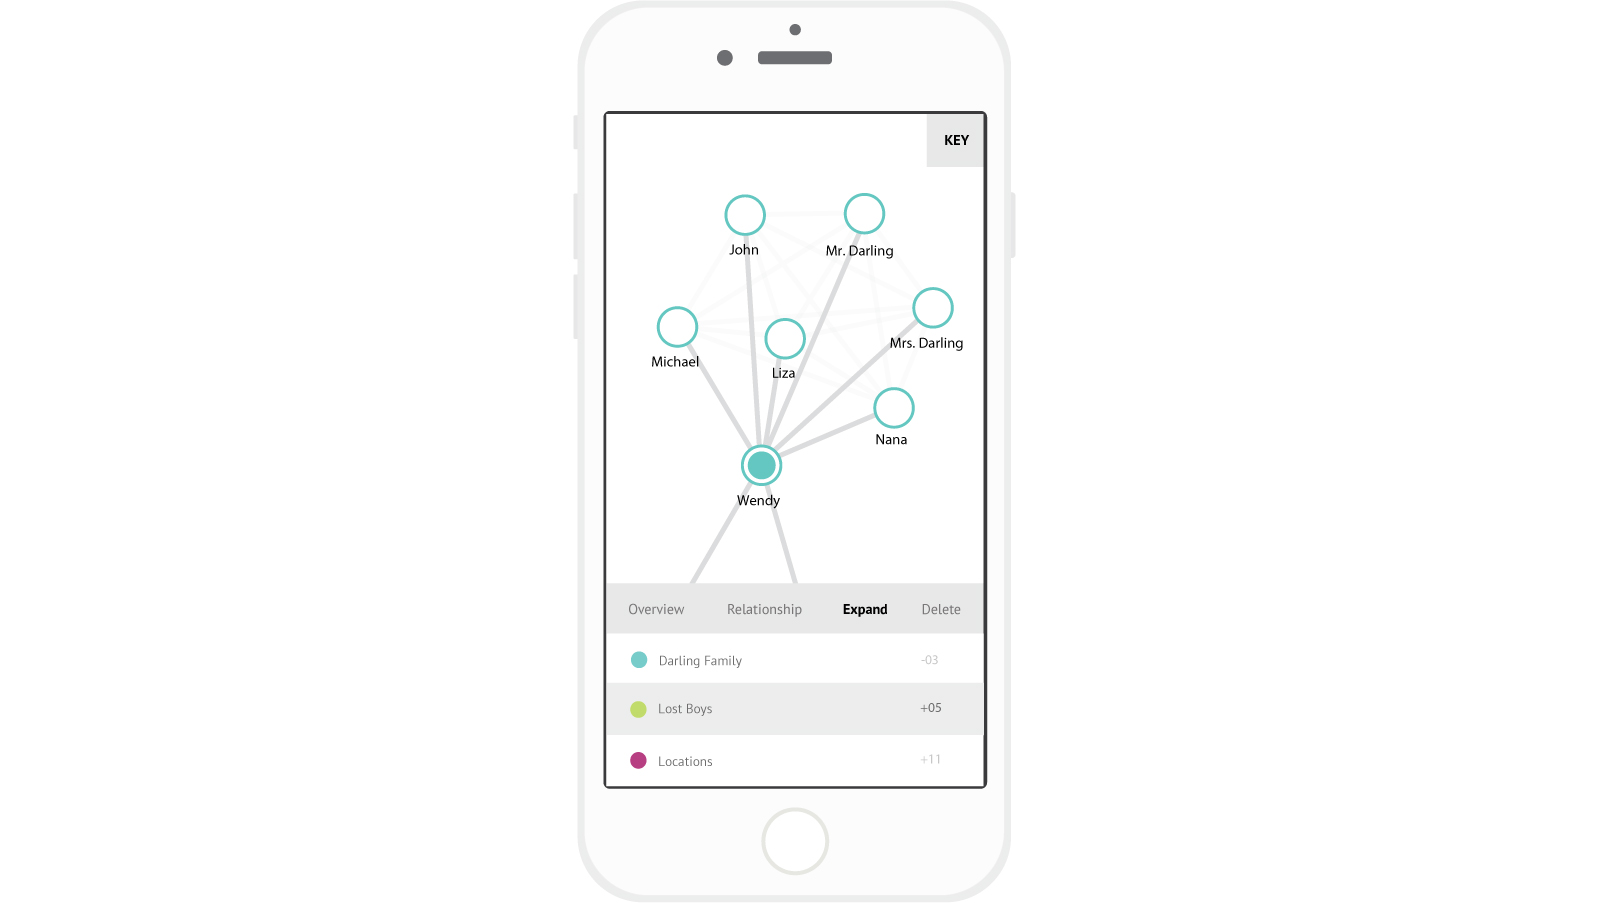 KEY
John
Mr. Darling
Mrs. Darling
Michael
Liza
Nana
Wendy
Overview Relationship Expand Delete
Darling Family -03
Lost Boys +05
Locations +11